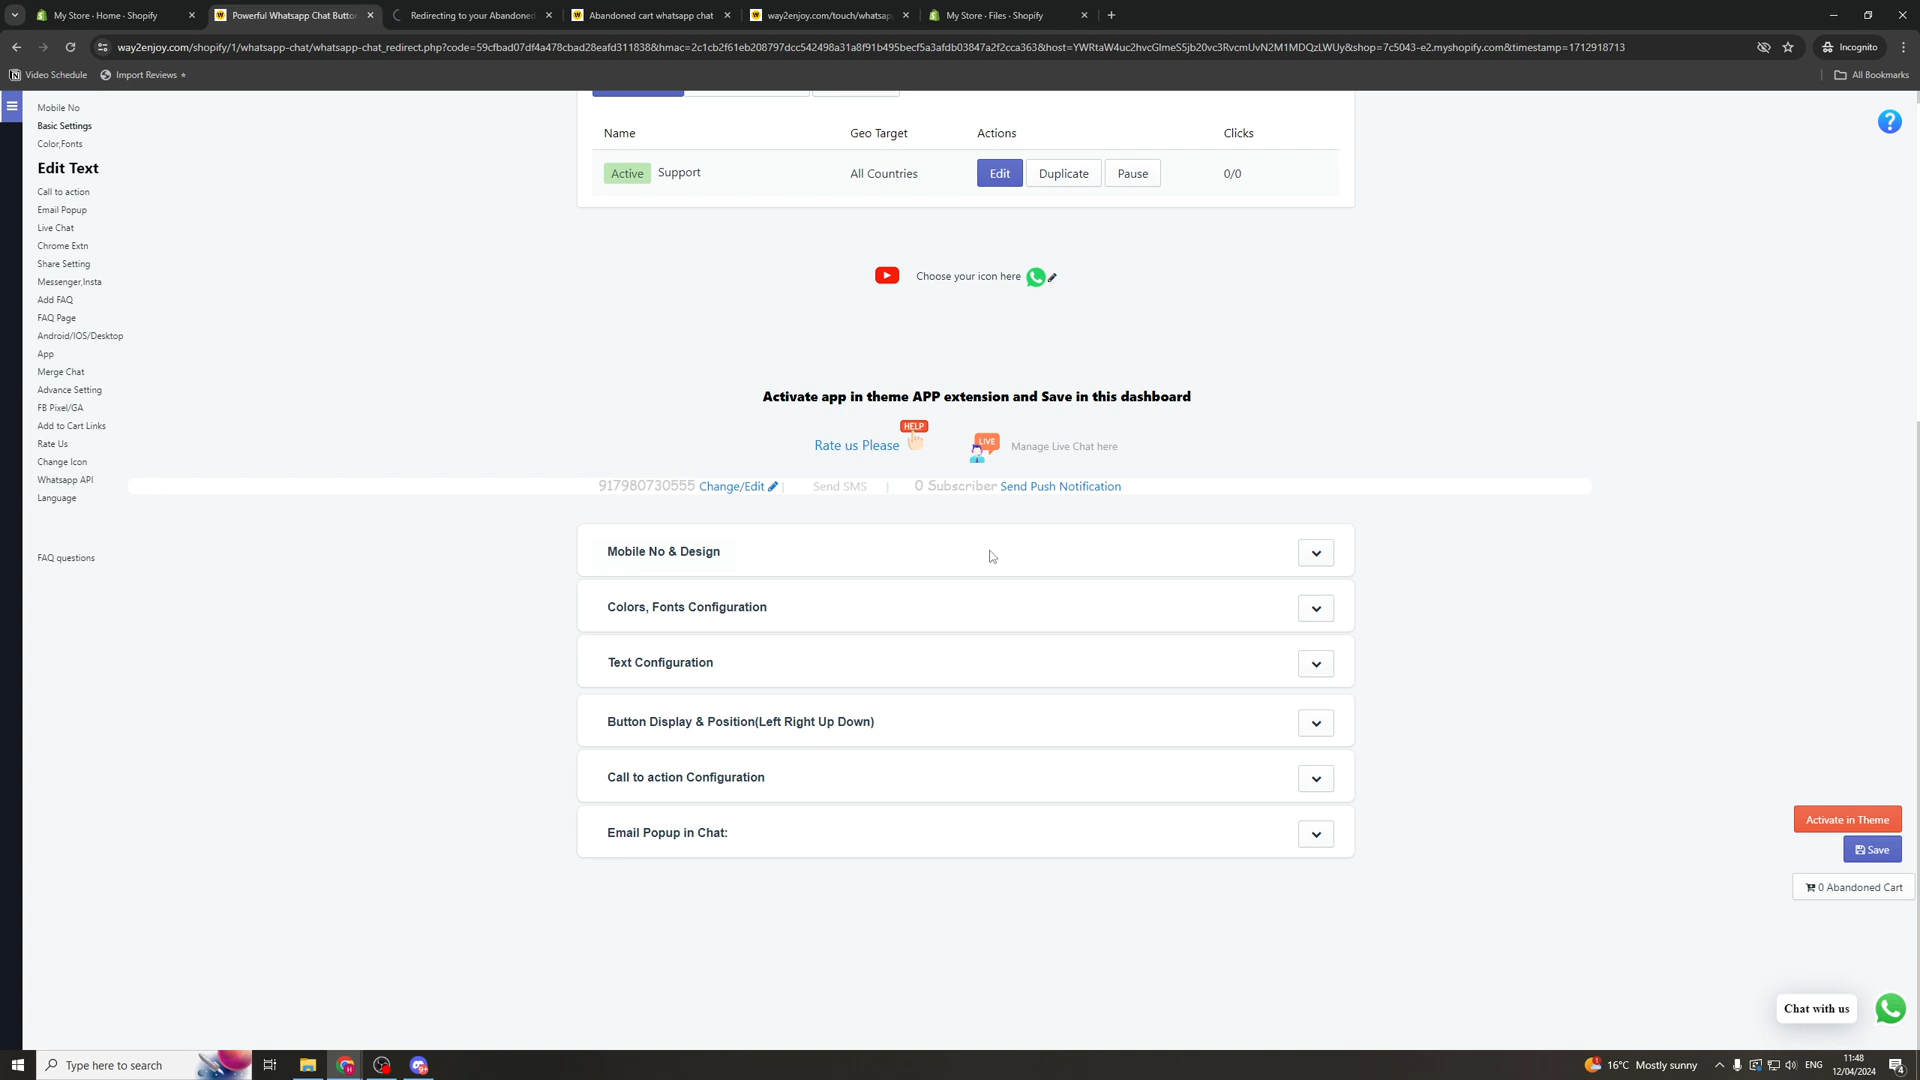 My Store · Home · Shopify
Powerful Whatsapp Chat Button
Redirecting to your Abandoned
Abandoned cart whatsapp chat
way2enjoy.com/touch/whatsap
My Store · Files · Shopify
way2enjoy.com/shopify/1/whatsapp-chat/whatsapp-chat_redirect.php?code=59cfbad07df4a478cbad28eafd311838&hmac=2c1cb2f61eb208797dcc542498a31a8f91b495becf5a3afdb03847a2f2cca363&host=YWRtaW4uc2hvcGlmeS5jb20vc3RvcmUvN2M1MDQzLWUy&shop=7c5043-e2.myshopify.com&timestamp=1712918713
Incognito
Video Schedule
Import Reviews
All Bookmarks
Mobile No
Basic Settings
Color,Fonts
Edit Text
Call to action
Email Popup
Live Chat
Chrome Extn
Share Setting
Messenger,Insta
Add FAQ
FAQ Page
Android/IOS/Desktop
App
Merge Chat
Advance Setting
FB Pixel/GA
Add to Cart Links
Rate Us
Change Icon
Whatsapp API
Language
FAQ questions
Name Geo Target Actions Clicks
Active Support All Countries Edit Duplicate Pause 0/0
Choose your icon here
Activate app in theme APP extension and Save in this dashboard
HELP
Rate us Please
LIVE
Manage Live Chat here
917980730555 Change/Edit | Send SMS | 0 Subscriber Send Push Notification
Mobile No & Design
Colors, Fonts Configuration
Text Configuration
Button Display & Position(Left Right Up Down)
Call to action Configuration
Email Popup in Chat:
?
Activate in Theme
Save
0 Abandoned Cart
Chat with us
Type here to search
16°C Mostly sunny
ENG
11:48
12/04/2024